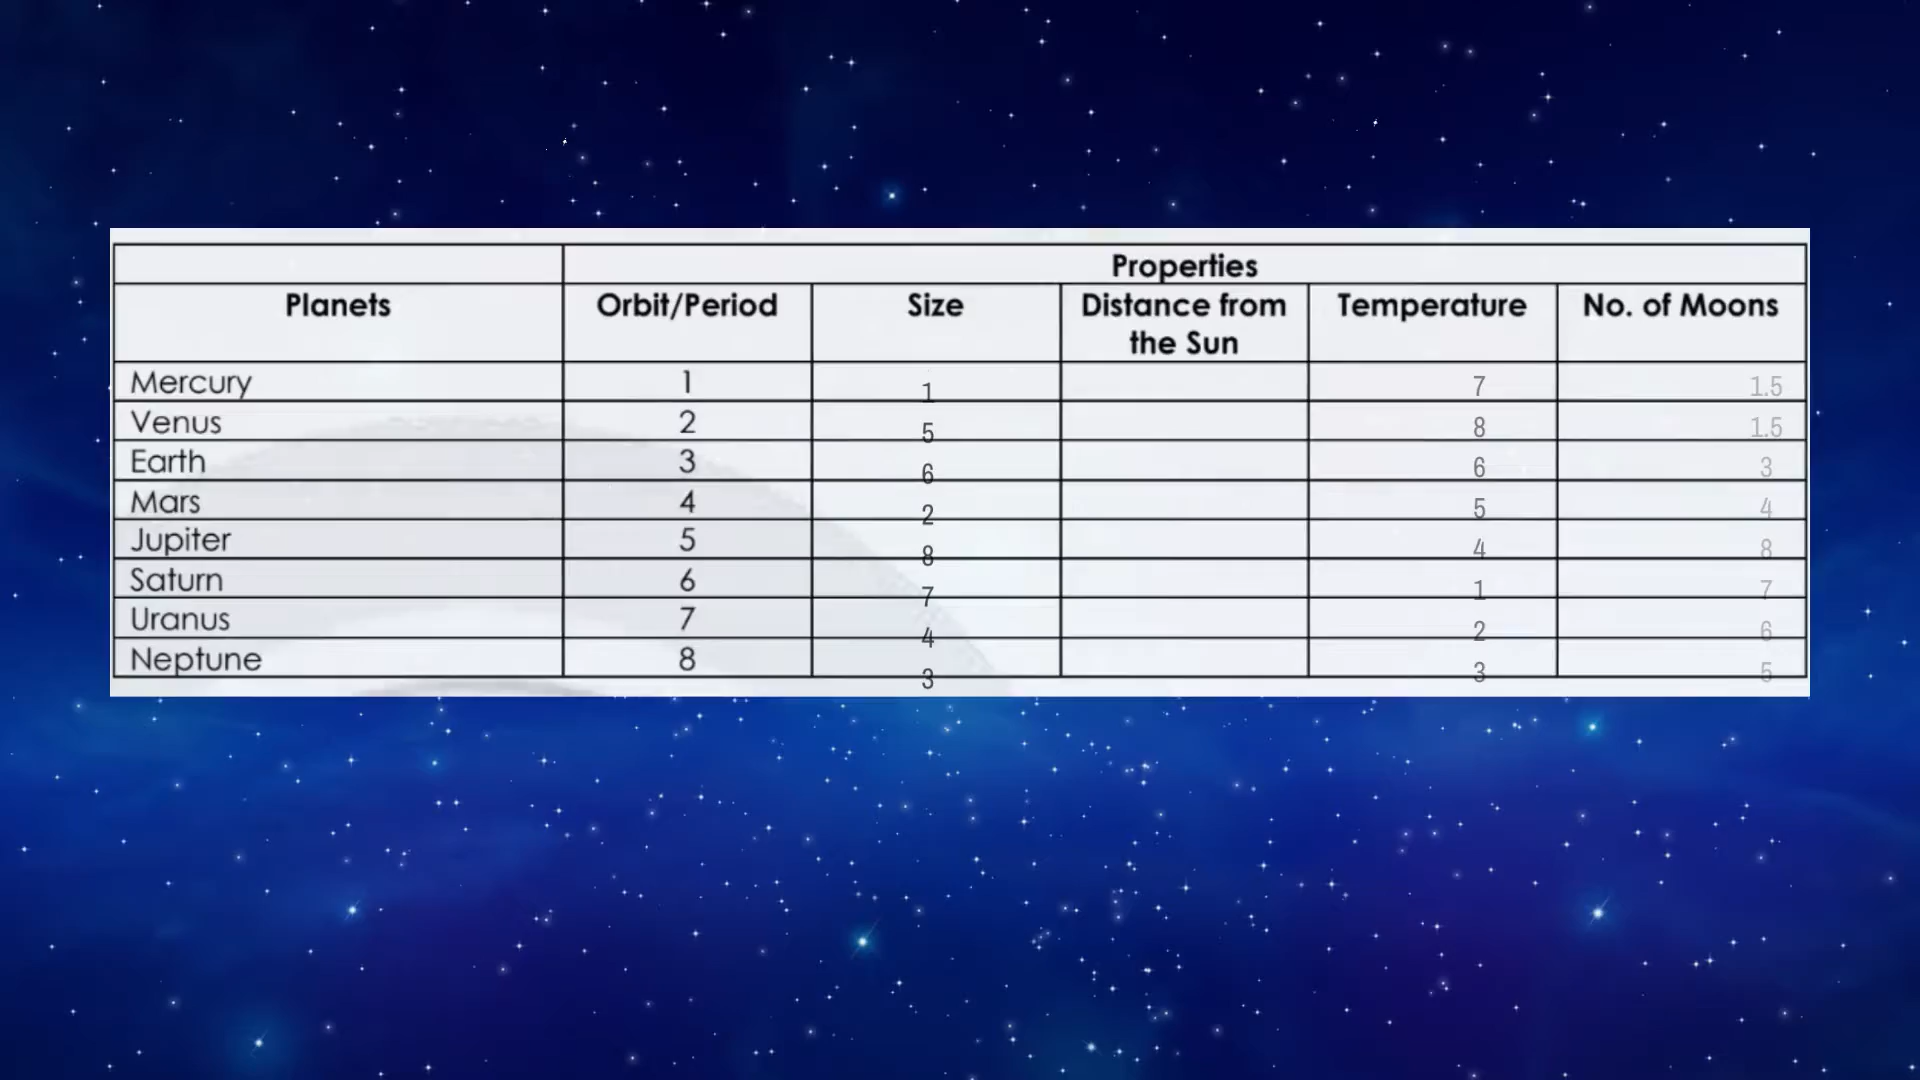 Properties
Planets Orbit/Period Size Distance from the Sun Temperature No. of Moons
Mercury 1 1 7 1.5
Venus 2 5 8 1.5
Earth 3 6 6 3
Mars 4 2 5 4
Jupiter 5 8 4 8
Saturn 6 7 1 7
Uranus 7 4 2 6
Neptune 8 3 3 5